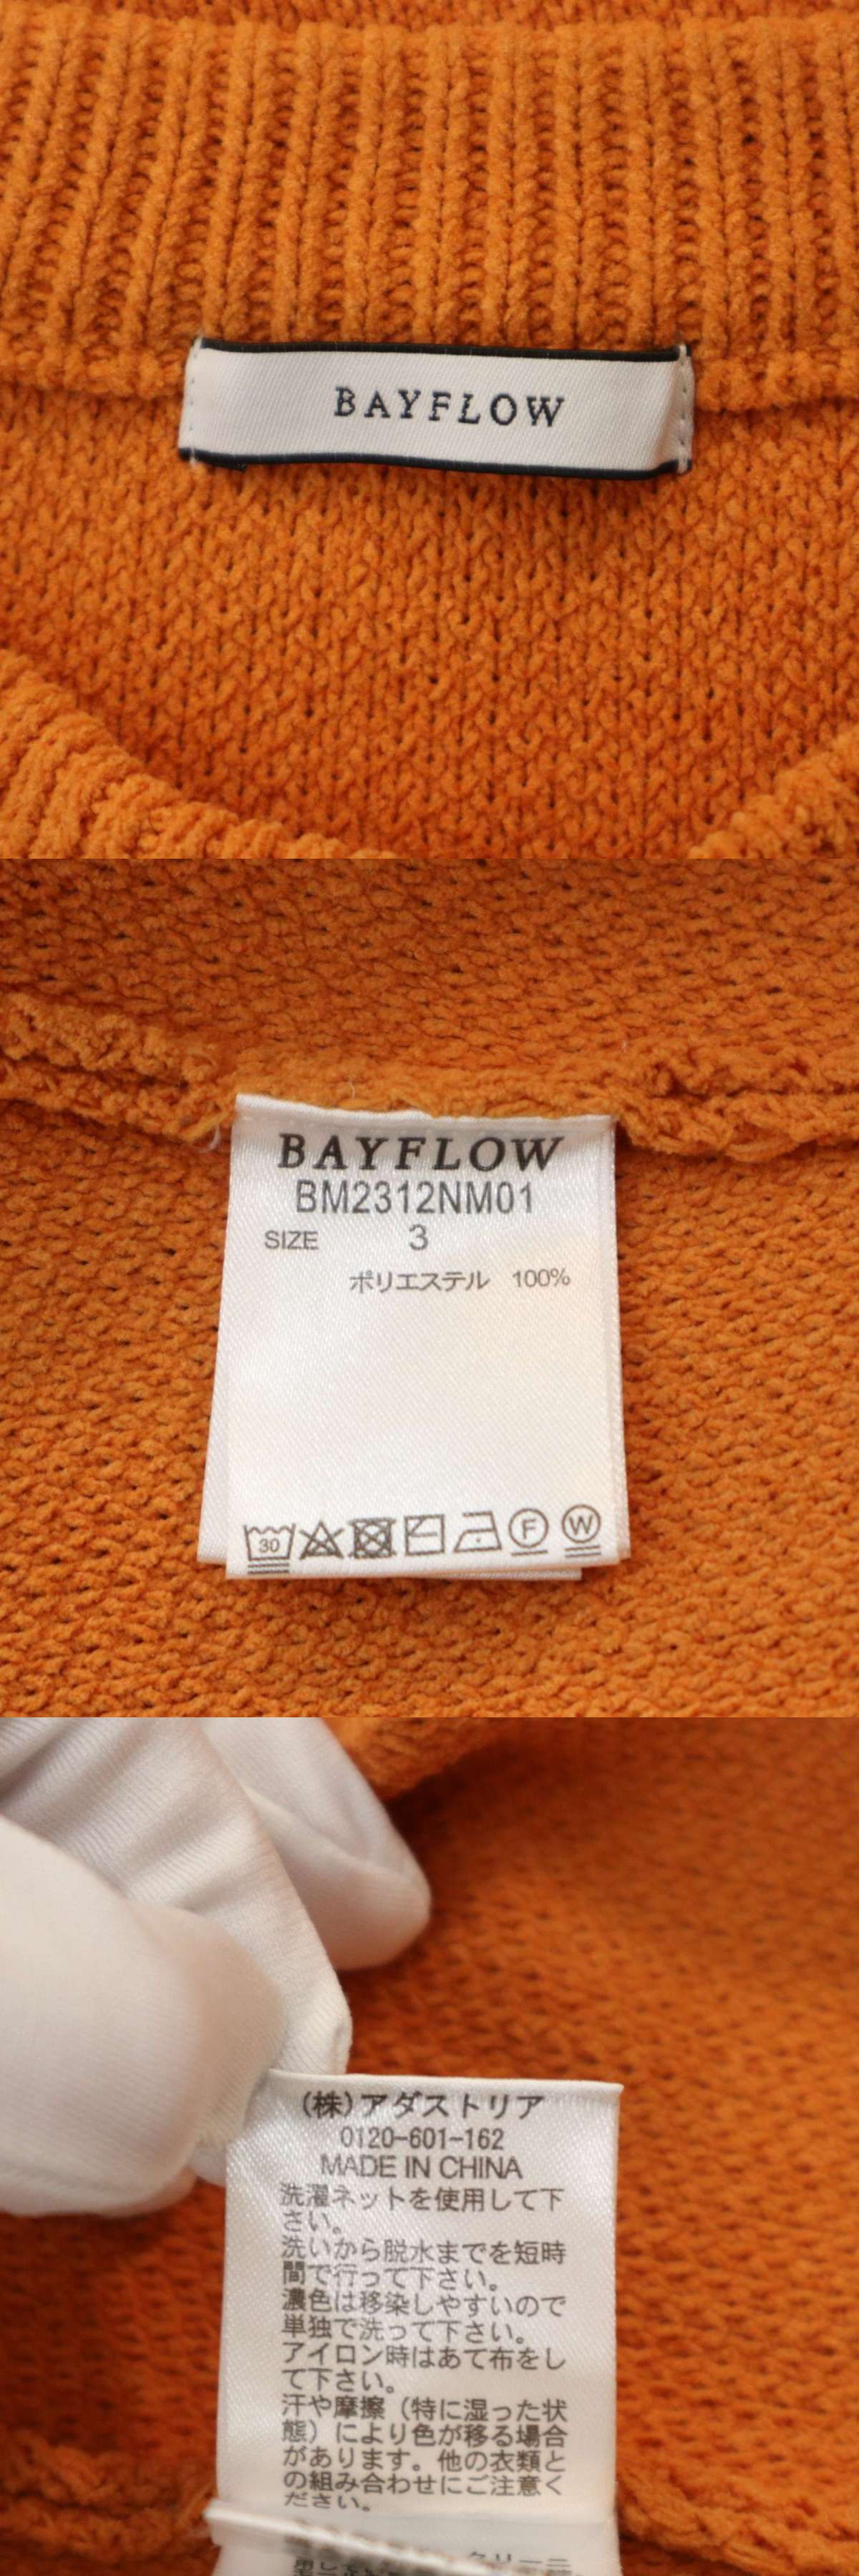 BAYFLOW
BAYFLOW
BM2312NM01
SIZE 3
ポリエステル 100%
30
F
W
(株)アダストリア
0120-601-162
MADE IN CHINA
洗濯ネットを使用して下
さい。
洗いから脱水までを短時
間で行って下さい。
濃色は移染しやすいので
単独で洗って下さい。
アイロン時はあて布をし
て下さい。
汗や摩擦（特に湿った状
態）により色が移る場合
があります。他の衣類と
の組み合わせにご注意く
ださい。